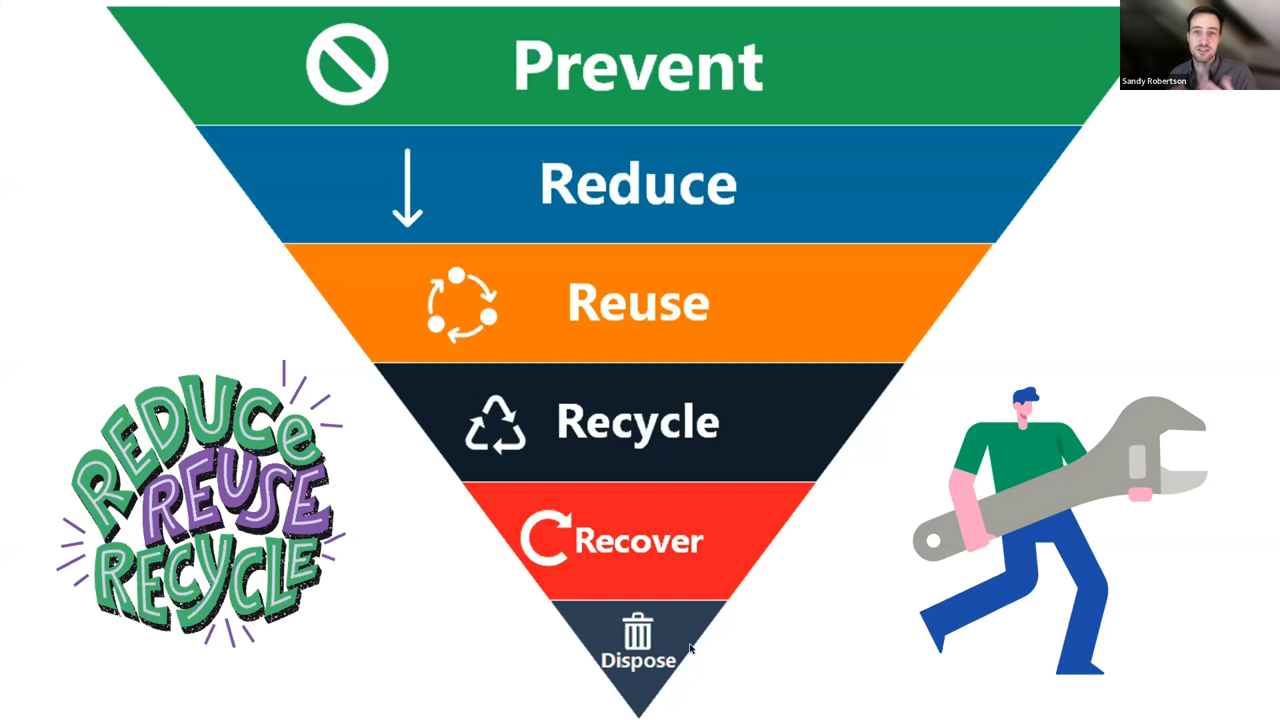 Prevent
Sandy Robertson
Reduce
Reuse
Recycle
Recover
Dispose
REDUCe
REUSE
RECYCLE